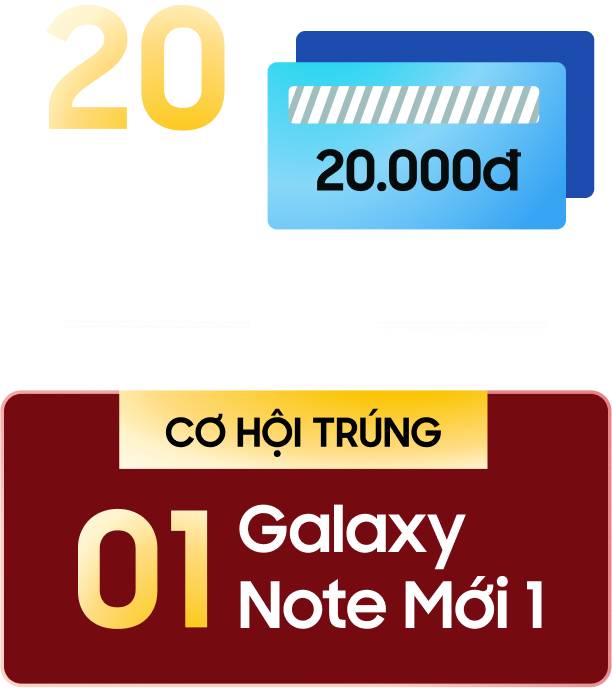 20
20.000đ
CƠ HỘI TRÚNG
01
Galaxy
Note Mới 1